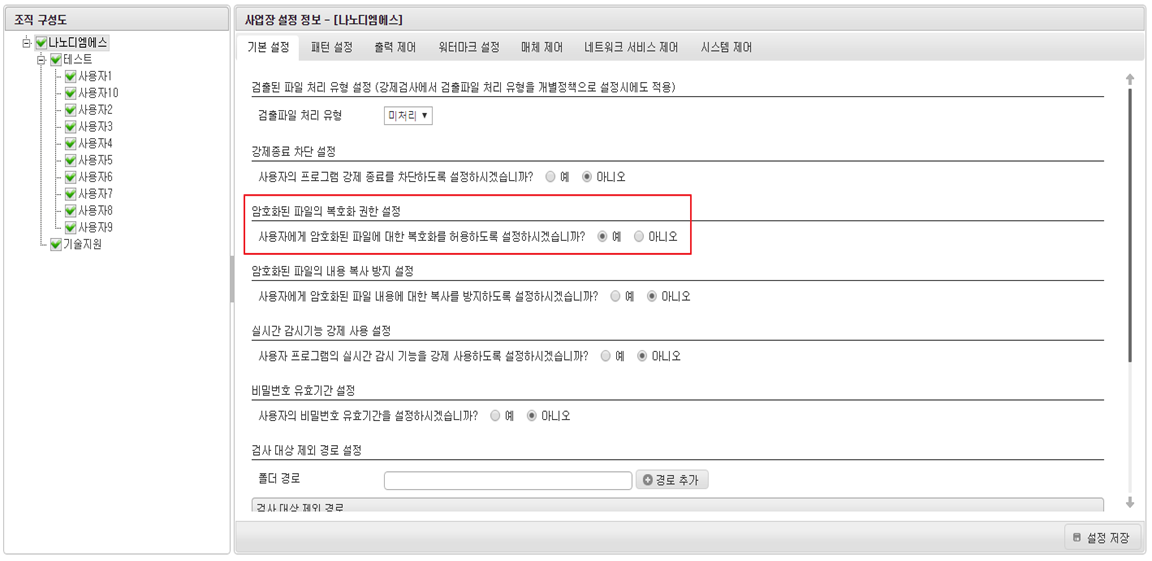 조직 구성도
나노디엠에스
테스트
사용자1
사용자10
사용자2
사용자3
사용자4
사용자5
사용자6
사용자7
사용자8
사용자9
기술지원
사업장 설정 정보 - [나노디엠에스]
기본 설정 패턴 설정 출력 제어 워터마크 설정 매체 제어 네트워크 서비스 제어 시스템 제어
검출된 파일 처리 유형 설정 (강제검사에서 검출파일 처리 유형을 개별정책으로 설정시에도 적용)
검출파일 처리 유형 미처리
강제종료 차단 설정
사용자의 프로그램 강제 종료를 차단하도록 설정하시겠습니까? 예 아니오
암호화된 파일의 복호화 권한 설정
사용자에게 암호화된 파일에 대한 복호화를 허용하도록 설정하시겠습니까? 예 아니오
암호화된 파일의 내용 복사 방지 설정
사용자에게 암호화된 파일 내용에 대한 복사를 방지하도록 설정하시겠습니까? 예 아니오
실시간 감시기능 강제 사용 설정
사용자 프로그램의 실시간 감시 기능을 강제 사용하도록 설정하시겠습니까? 예 아니오
비밀번호 유효기간 설정
사용자의 비밀번호 유효기간을 설정하시겠습니까? 예 아니오
검사 대상 제외 경로 설정
폴더 경로 경로 추가
검사 대상 제외 경로
설정 저장